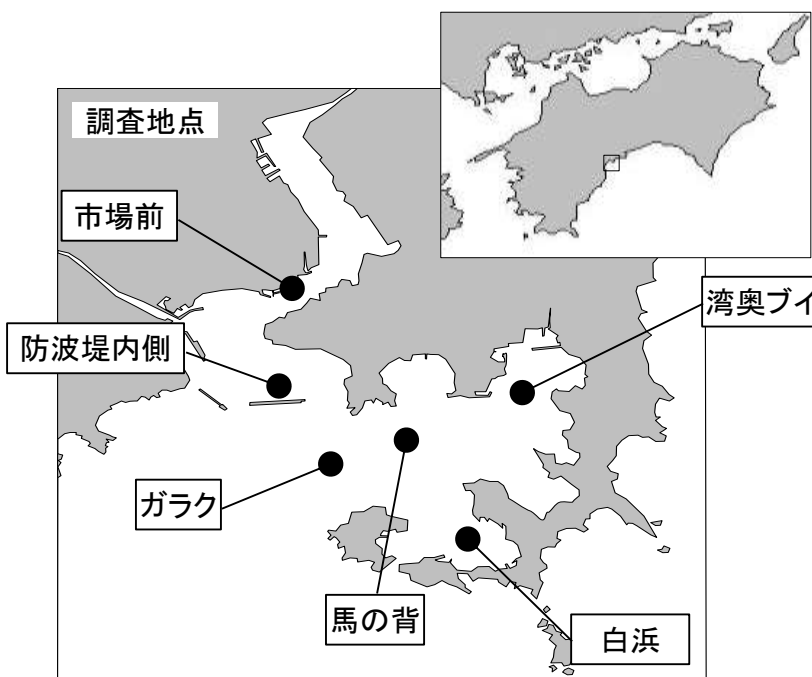 調査地点
市場前
湾奥ブイ
防波堤内側
ガラク
馬の背
白浜